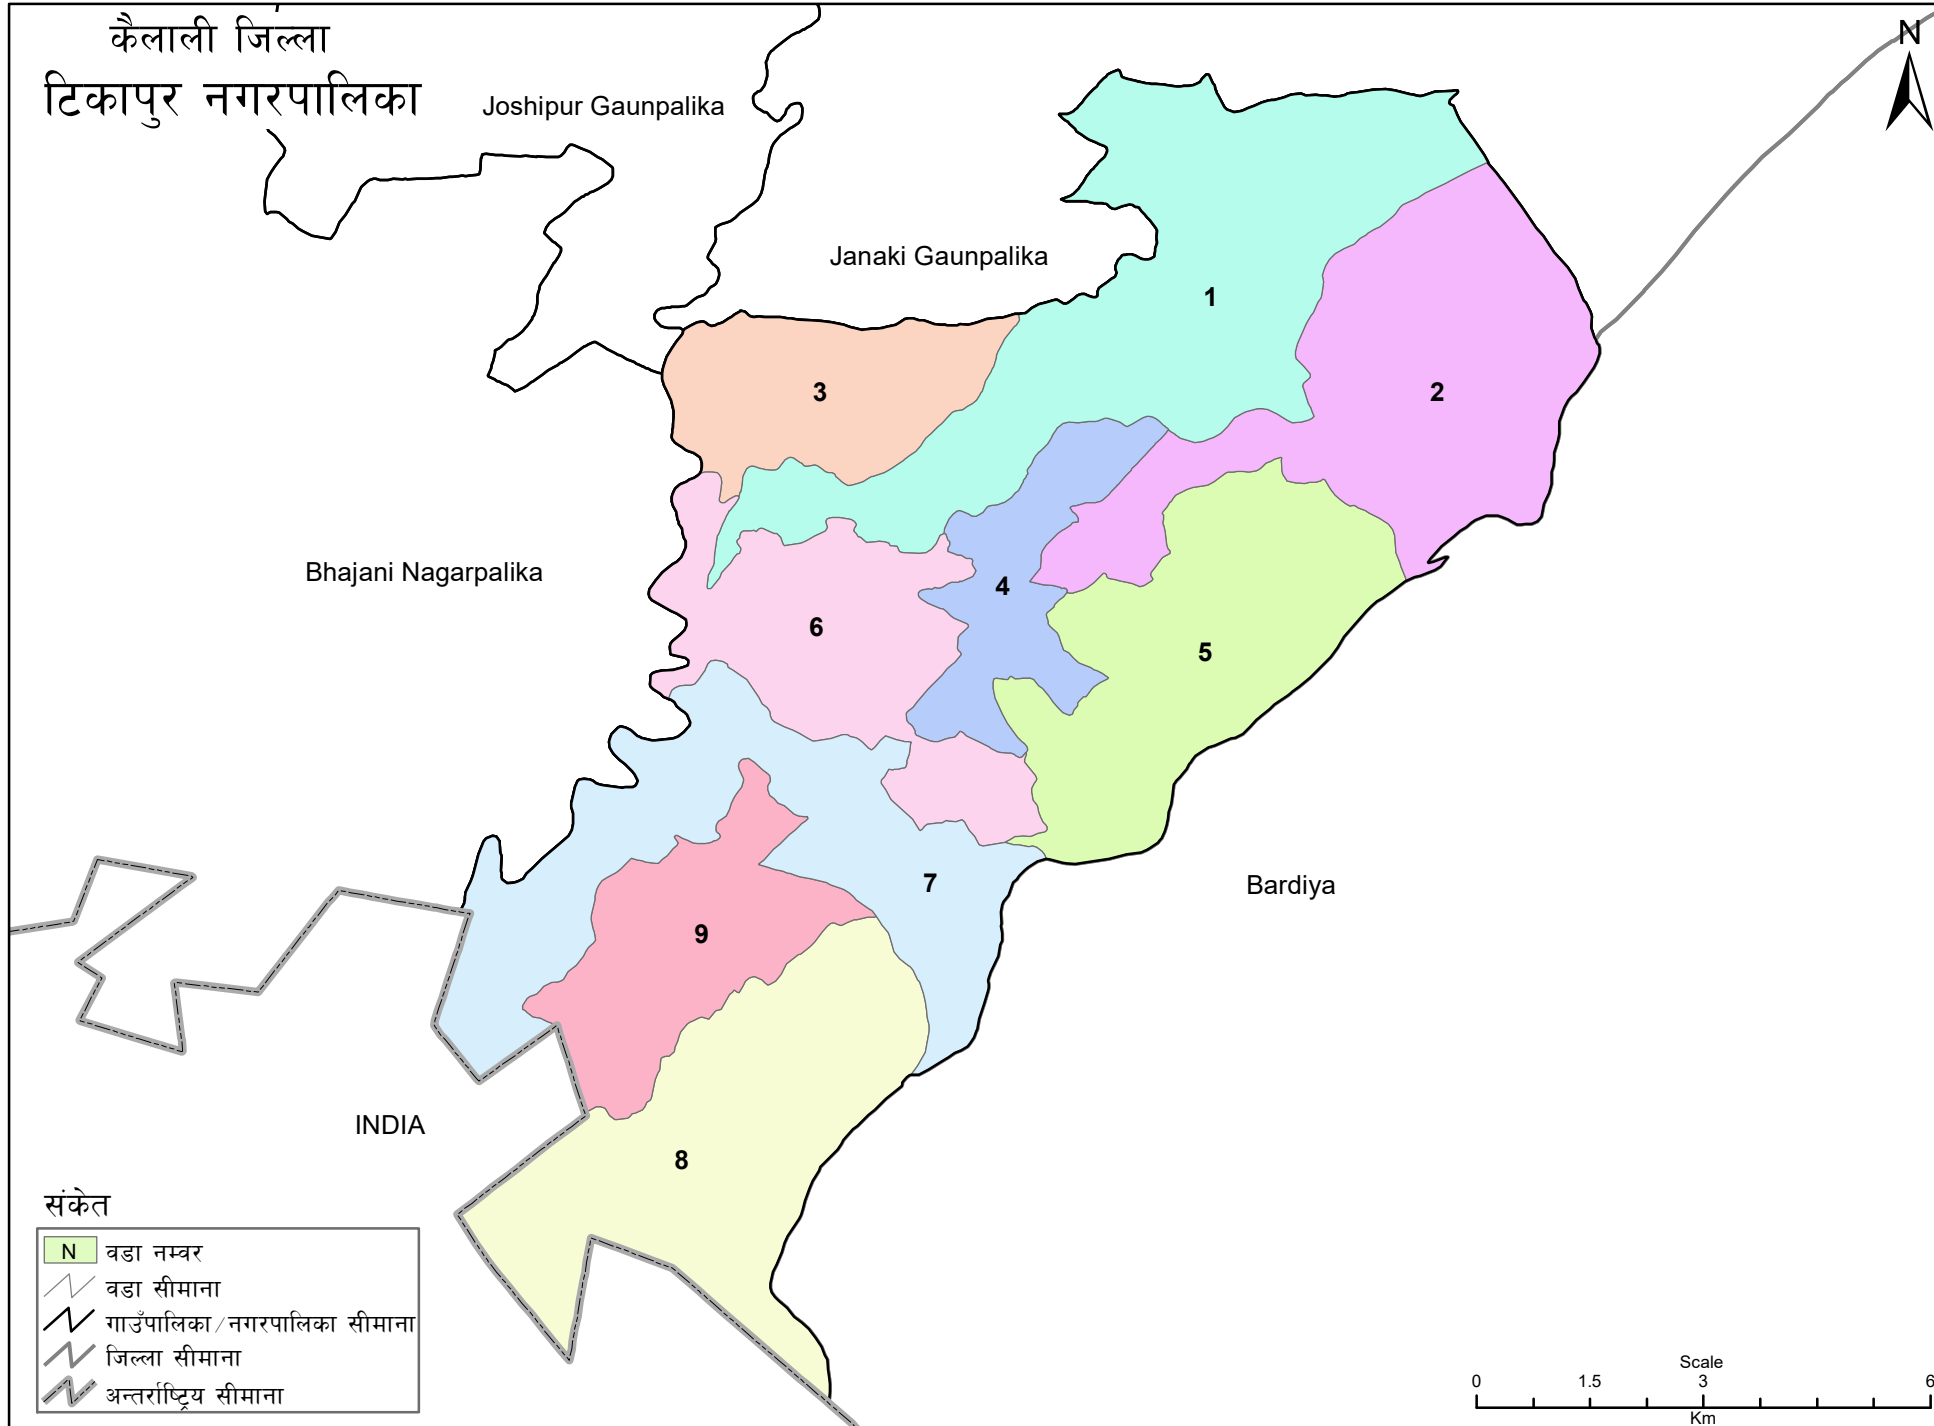 कैलाली जिल्ला
टिकापुर नगरपालिका
N
Joshipur Gaunpalika
Janaki Gaunpalika
1
3
2
Bhajani Nagarpalika
4
6
5
7
Bardiya
9
INDIA
8
संकेत
N वडा नम्वर
वडा सीमाना
गाउँपालिका/नगरपालिका सीमाना
जिल्ला सीमाना
अन्तर्राष्ट्रिय सीमाना
Scale
0 1.5 3 6
Km